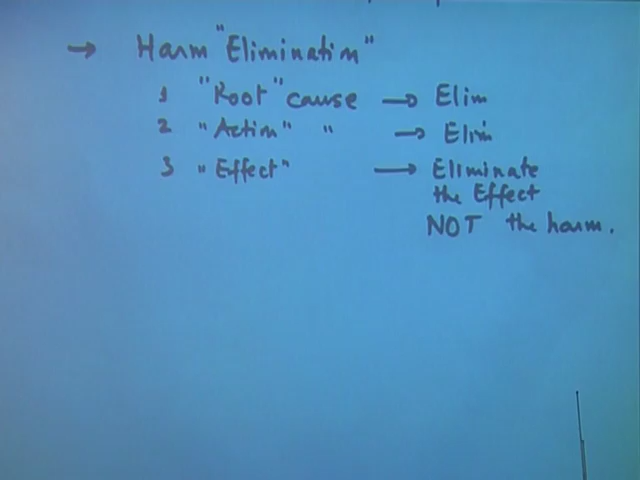 → Harm "Elimination"
1 "Root" cause → Elim
2 "Action" " → Elim
3 "Effect" → Eliminate
the Effect
NOT the harm.